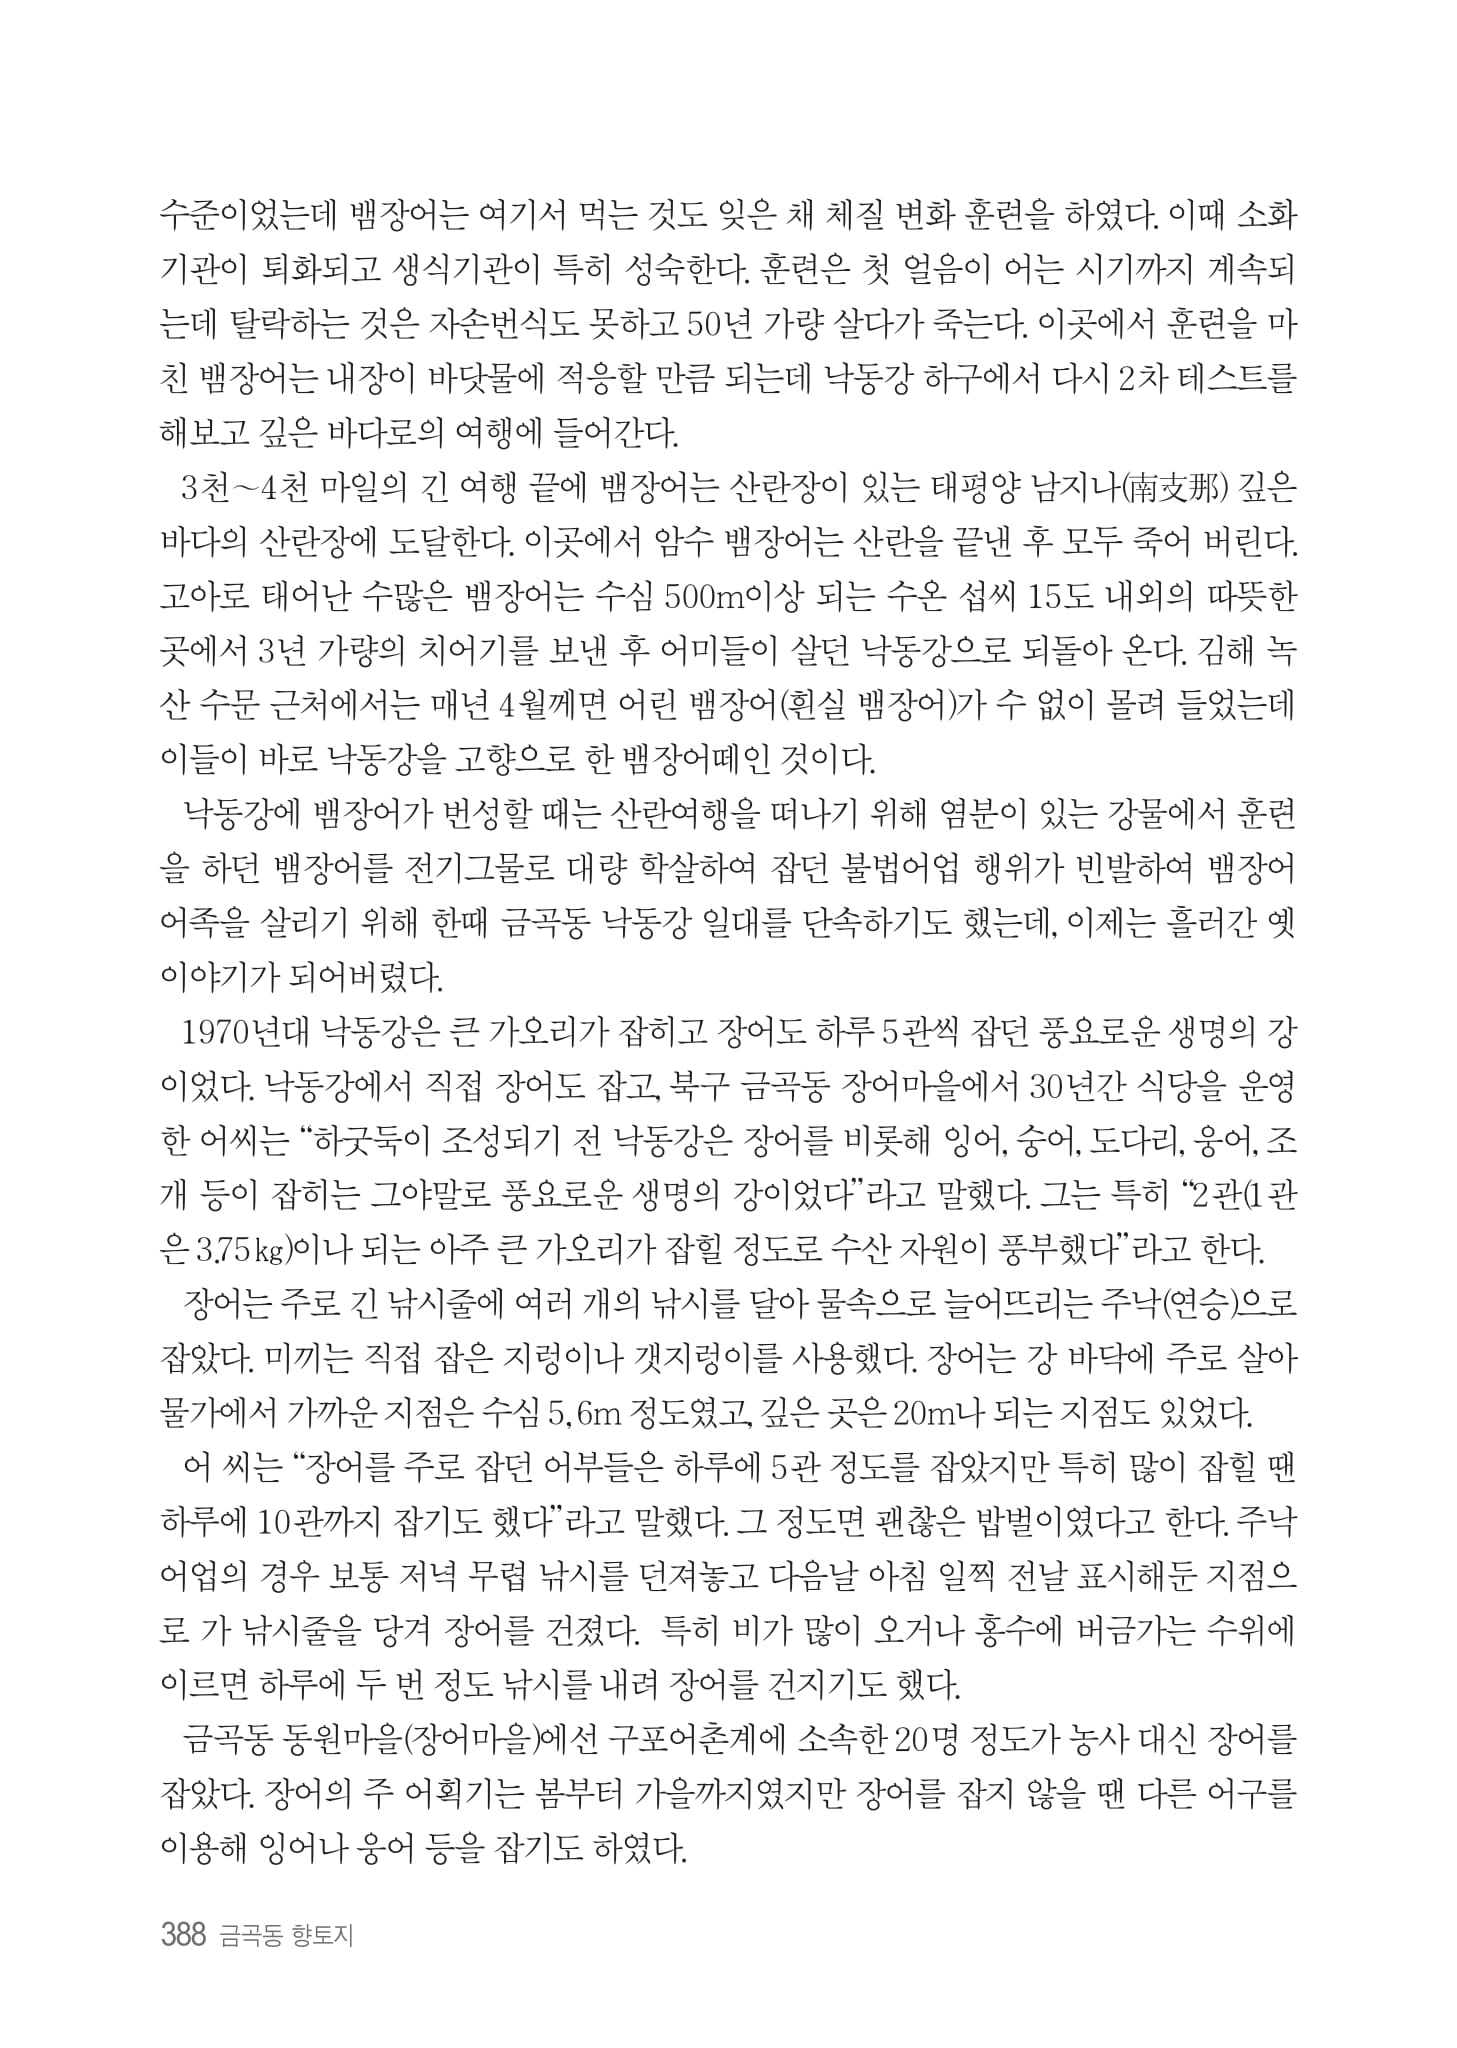 수준이었는데 뱀장어는 여기서 먹는 것도 잊은 채 체질 변화 훈련을 하였다. 이때 소화
기관이 퇴화되고 생식기관이 특히 성숙한다. 훈련은 첫 얼음이 어는 시기까지 계속되
는데 탈락하는 것은 자손번식도 못하고 50년 가량 살다가 죽는다. 이곳에서 훈련을 마
친 뱀장어는 내장이 바닷물에 적응할 만큼 되는데 낙동강 하구에서 다시 2차 테스트를
해보고 깊은 바다로의 여행에 들어간다.
3천~4천 마일의 긴 여행 끝에 뱀장어는 산란장이 있는 태평양 남지나(南支那) 깊은
바다의 산란장에 도달한다. 이곳에서 암수 뱀장어는 산란을 끝낸 후 모두 죽어 버린다.
고아로 태어난 수많은 뱀장어는 수심 500m이상 되는 수온 섭씨 15도 내외의 따뜻한
곳에서 3년 가량의 치어기를 보낸 후 어미들이 살던 낙동강으로 되돌아 온다. 김해 녹
산 수문 근처에서는 매년 4월께면 어린 뱀장어(흰실 뱀장어)가 수 없이 몰려 들었는데
이들이 바로 낙동강을 고향으로 한 뱀장어떼인 것이다.
낙동강에 뱀장어가 번성할 때는 산란여행을 떠나기 위해 염분이 있는 강물에서 훈련
을 하던 뱀장어를 전기그물로 대량 학살하여 잡던 불법어업 행위가 빈발하여 뱀장어
어족을 살리기 위해 한때 금곡동 낙동강 일대를 단속하기도 했는데, 이제는 흘러간 옛
이야기가 되어버렸다.
1970년대 낙동강은 큰 가오리가 잡히고 장어도 하루 5관씩 잡던 풍요로운 생명의 강
이었다. 낙동강에서 직접 장어도 잡고, 북구 금곡동 장어마을에서 30년간 식당을 운영
한 어씨는 “하굿둑이 조성되기 전 낙동강은 장어를 비롯해 잉어, 숭어, 도다리, 웅어, 조
개 등이 잡히는 그야말로 풍요로운 생명의 강이었다”라고 말했다. 그는 특히 “2관(1관
은 3.75㎏)이나 되는 아주 큰 가오리가 잡힐 정도로 수산 자원이 풍부했다”라고 한다.
장어는 주로 긴 낚시줄에 여러 개의 낚시를 달아 물속으로 늘어뜨리는 주낙(연승)으로
잡았다. 미끼는 직접 잡은 지렁이나 갯지렁이를 사용했다. 장어는 강 바닥에 주로 살아
물가에서 가까운 지점은 수심 5, 6m 정도였고, 깊은 곳은 20m나 되는 지점도 있었다.
어 씨는 “장어를 주로 잡던 어부들은 하루에 5관 정도를 잡았지만 특히 많이 잡힐 땐
하루에 10관까지 잡기도 했다”라고 말했다. 그 정도면 괜찮은 밥벌이였다고 한다. 주낙
어업의 경우 보통 저녁 무렵 낚시를 던져놓고 다음날 아침 일찍 전날 표시해둔 지점으
로 가 낚시줄을 당겨 장어를 건졌다. 특히 비가 많이 오거나 홍수에 버금가는 수위에
이르면 하루에 두 번 정도 낚시를 내려 장어를 건지기도 했다.
금곡동 동원마을(장어마을)에선 구포어촌계에 소속한 20명 정도가 농사 대신 장어를
잡았다. 장어의 주 어획기는 봄부터 가을까지였지만 장어를 잡지 않을 땐 다른 어구를
이용해 잉어나 웅어 등을 잡기도 하였다.
388 금곡동 향토지